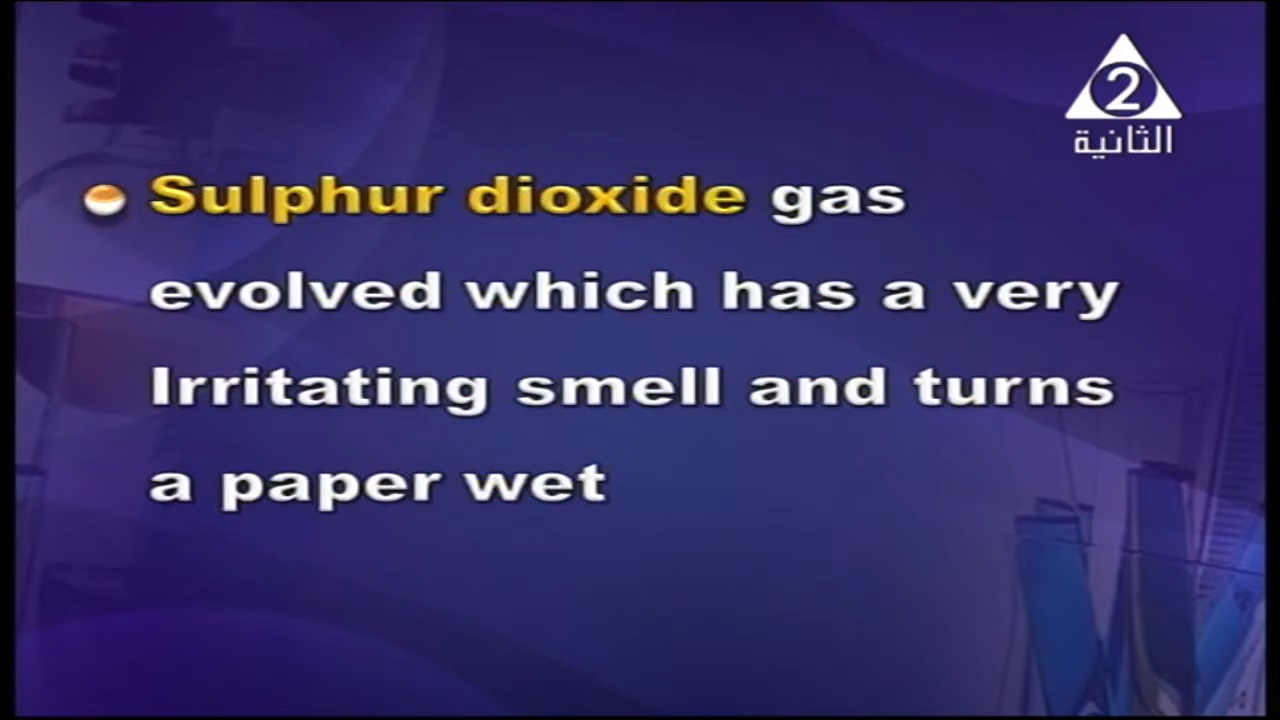 2
الثانية
Sulphur dioxide gas
evolved which has a very
Irritating smell and turns
a paper wet